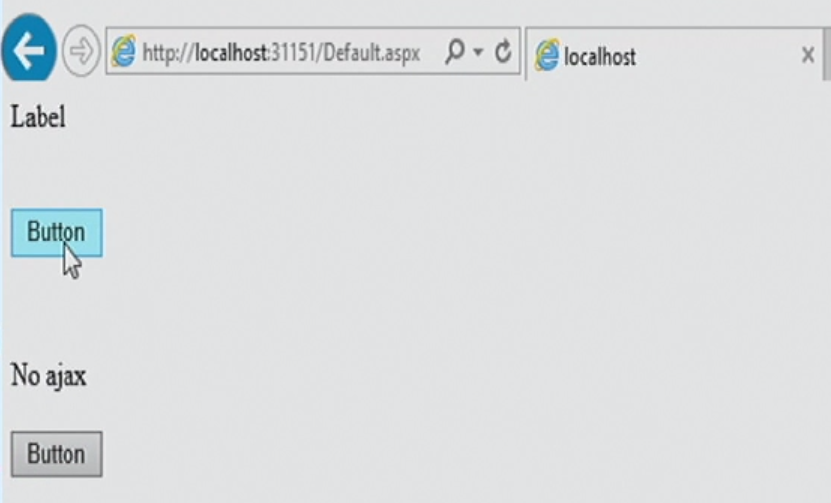 http://localhost:31151/Default.aspx localhost
Label
Button
No ajax
Button